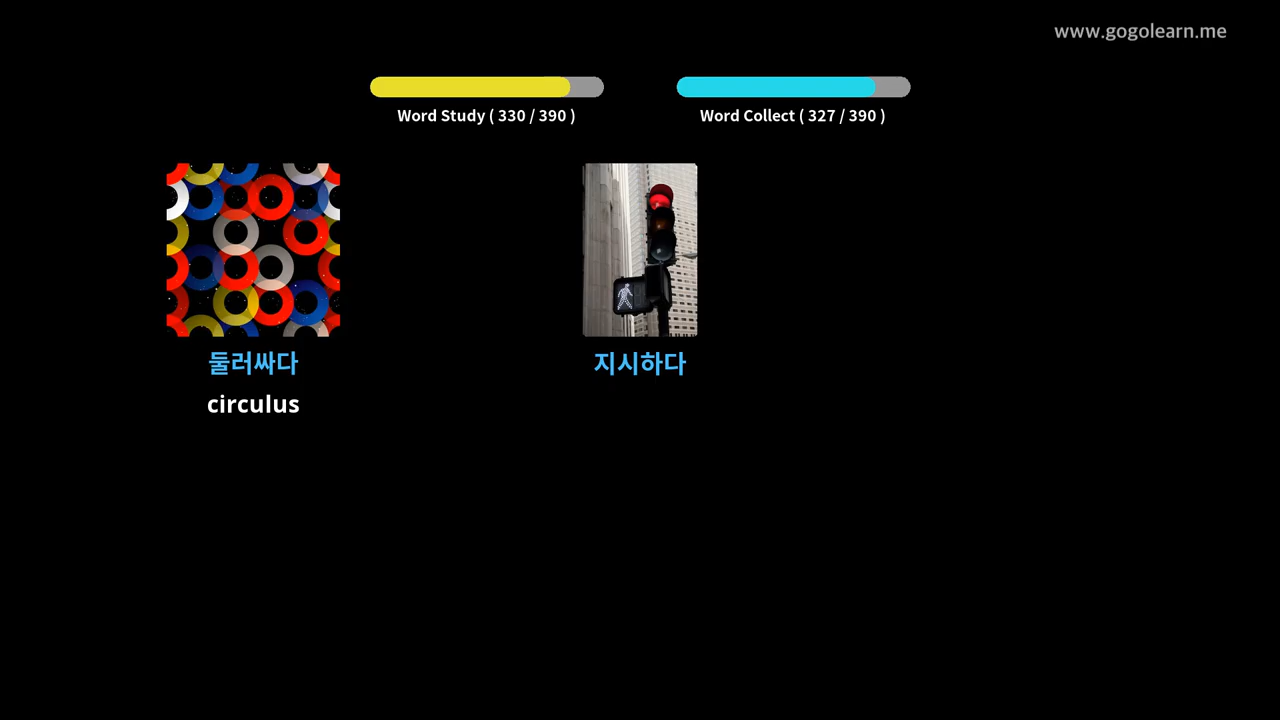 www.gogolearn.me
Word Study ( 330 / 390 )
Word Collect ( 327 / 390 )
둘러싸다
지시하다
circulus